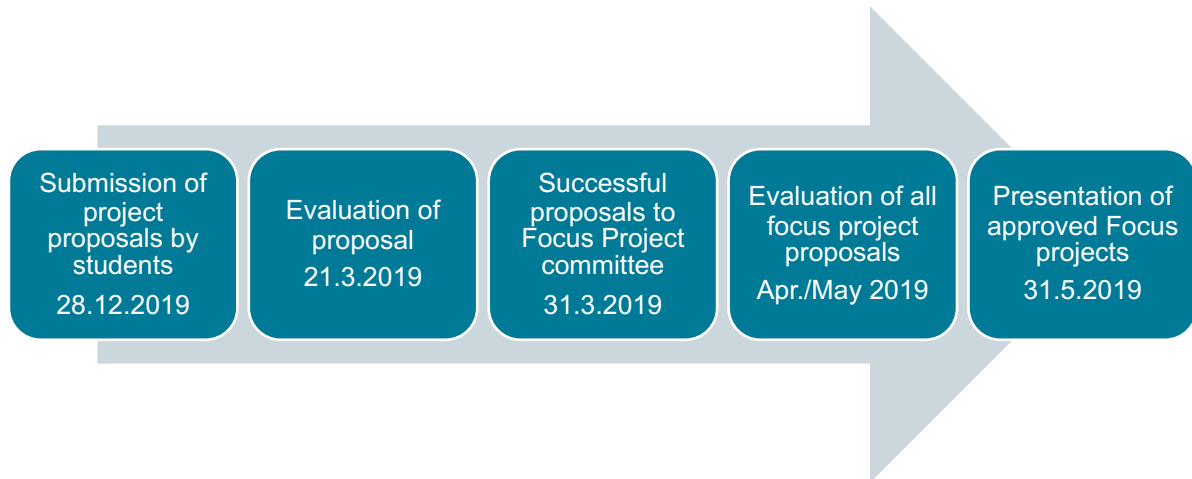 Submission of
project
proposals by
students
28.12.2019
Evaluation of
proposal
21.3.2019
Successful
proposals to
Focus Project
committee
31.3.2019
Evaluation of all
focus project
proposals
Apr./May 2019
Presentation of
approved Focus
projects
31.5.2019